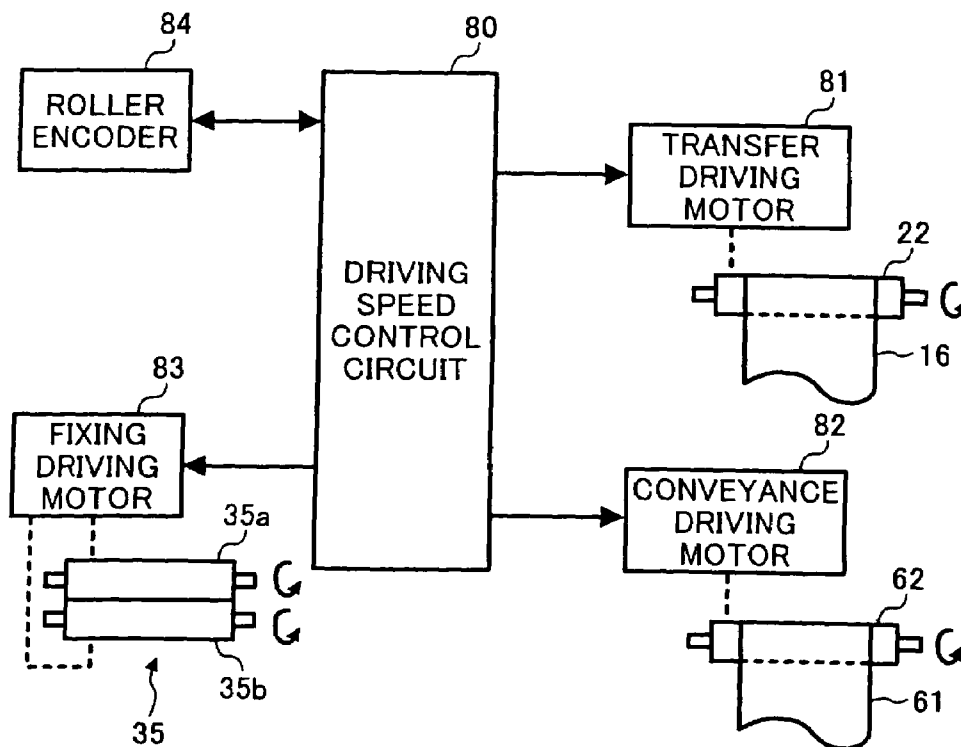 84
ROLLER
ENCODER
80
DRIVING
SPEED
CONTROL
CIRCUIT
81
TRANSFER
DRIVING
MOTOR
22
16
83
FIXING
DRIVING
MOTOR
35a
35b
35
82
CONVEYANCE
DRIVING
MOTOR
62
61